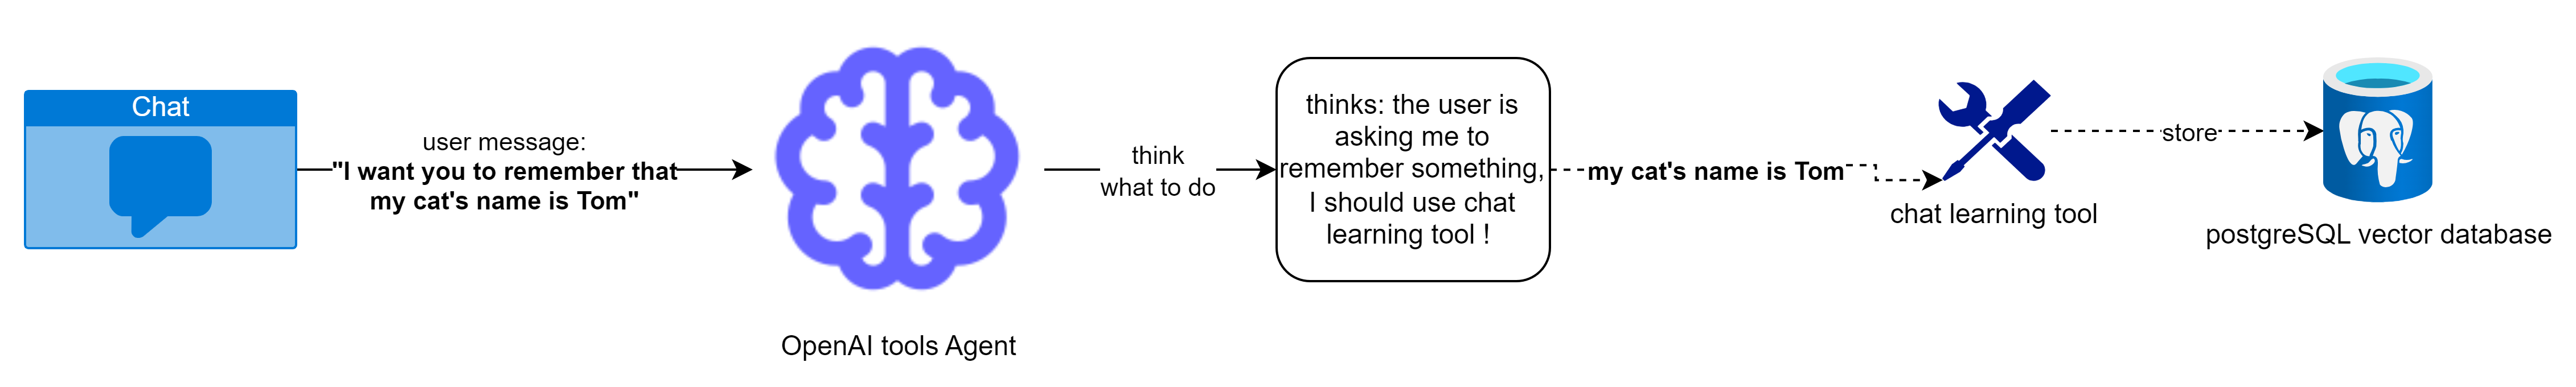 Chat
user message:
"I want you to remember that
my cat's name is Tom"
OpenAI tools Agent
think
what to do
thinks: the user is
asking me to
remember something,
I should use chat
learning tool !
my cat's name is Tom
chat learning tool
store
postgreSQL vector database